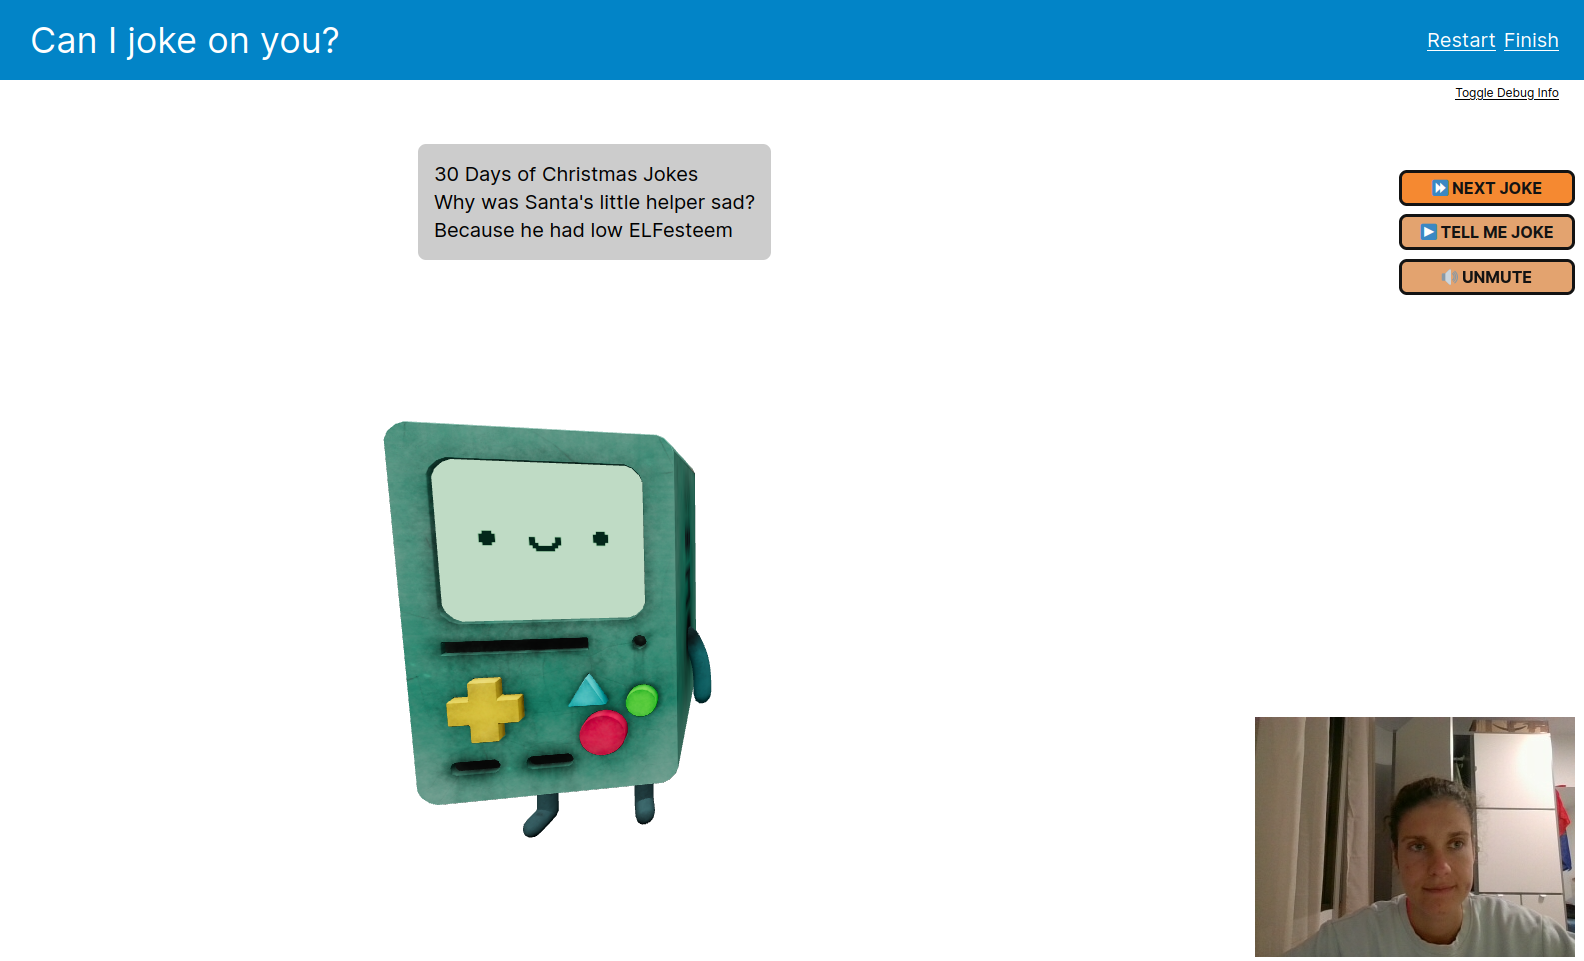 Can I joke on you?
Restart Finish
Toggle Debug Info
30 Days of Christmas Jokes
Why was Santa's little helper sad?
Because he had low ELFesteem
⏩ NEXT JOKE
▶️ TELL ME JOKE
🔈 UNMUTE